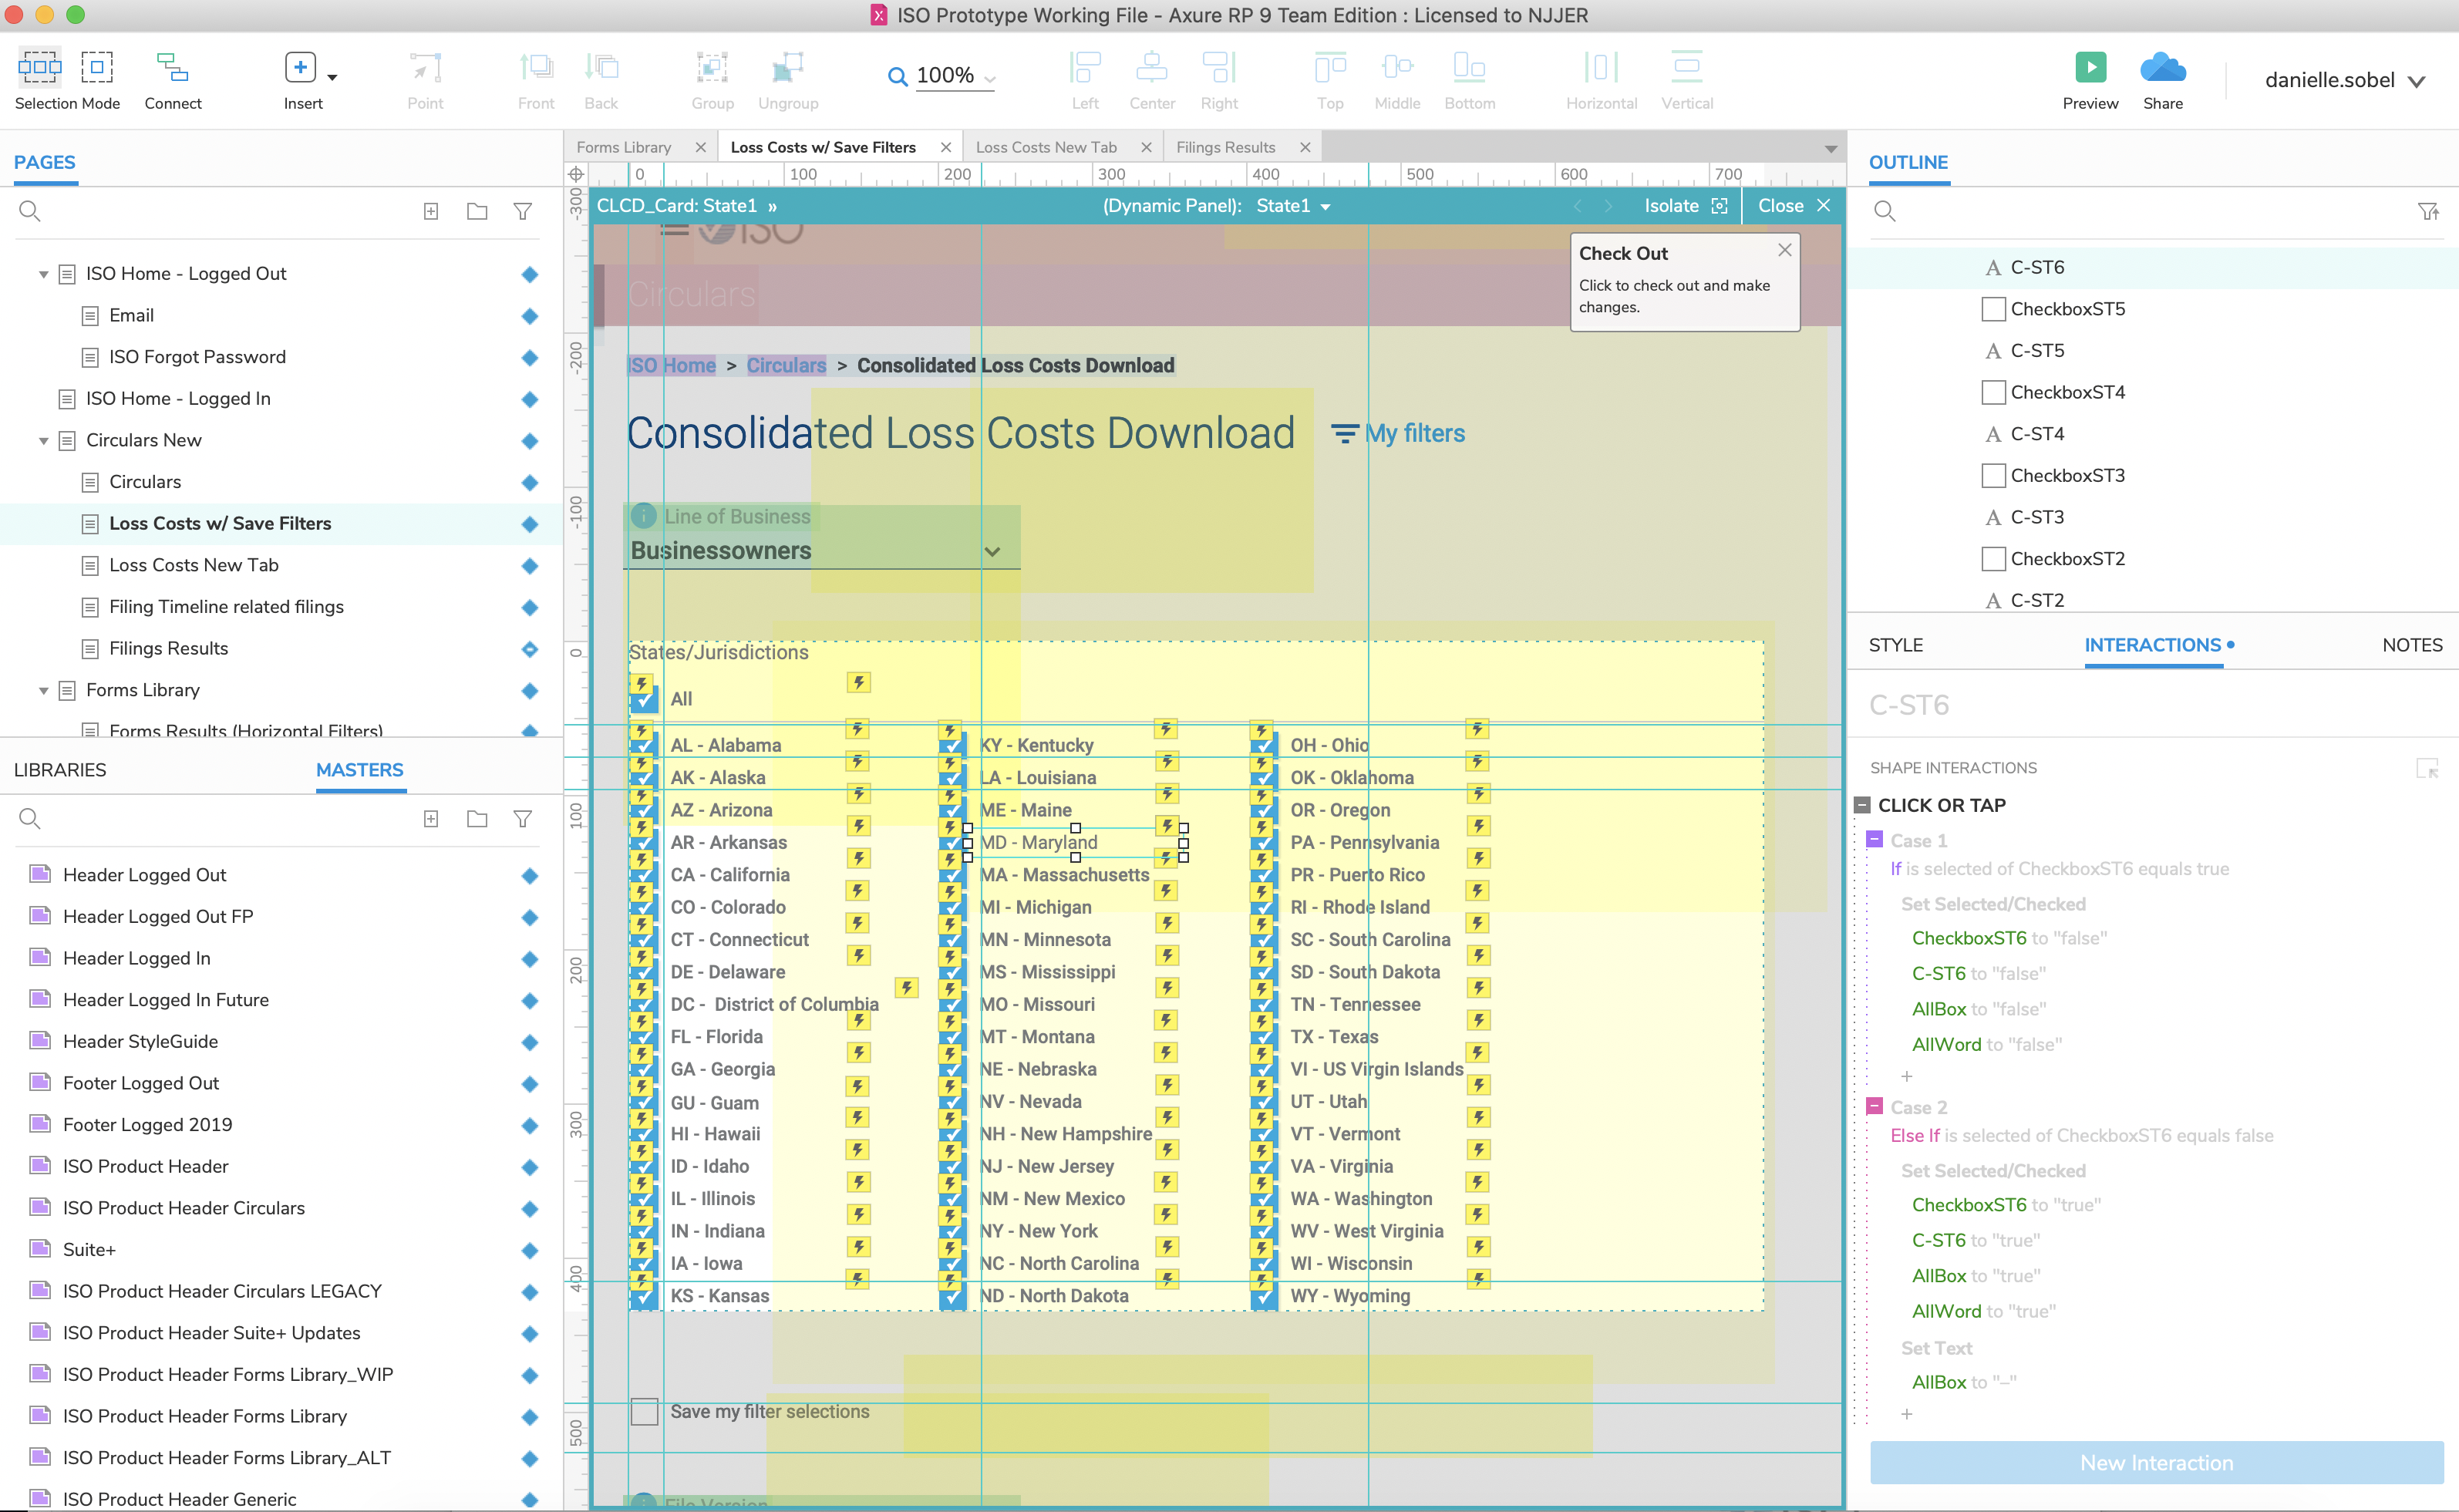 ISO Prototype Working File - Axure RP 9 Team Edition : Licensed to NJJER
Selection Mode
Connect
Insert
Point
Front
Back
Group
Ungroup
100%
Left
Center
Right
Top
Middle
Bottom
Horizontal
Vertical
Preview
Share
danielle.sobel
PAGES
ISO Home - Logged Out
Email
ISO Forgot Password
ISO Home - Logged In
Circulars New
Circulars
Loss Costs w/ Save Filters
Loss Costs New Tab
Filing Timeline related filings
Filings Results
Forms Library
Forms Results (Horizontal Filters)
LIBRARIES
MASTERS
Header Logged Out
Header Logged Out FP
Header Logged In
Header Logged In Future
Header StyleGuide
Footer Logged Out
Footer Logged 2019
ISO Product Header
ISO Product Header Circulars
Suite+
ISO Product Header Circulars LEGACY
ISO Product Header Suite+ Updates
ISO Product Header Forms Library_WIP
ISO Product Header Forms Library
ISO Product Header Forms Library_ALT
ISO Product Header Generic
Forms Library
Loss Costs w/ Save Filters
Loss Costs New Tab
Filings Results
0 100 200 300 400 500 600 700
-300
-200
-100
0
100
200
300
400
500
CLCD_Card: State1 »
(Dynamic Panel): State1
Isolate
Close
ISO
Circulars
Check Out
Click to check out and make
changes.
ISO Home > Circulars > Consolidated Loss Costs Download
Consolidated Loss Costs Download
My filters
Line of Business
Businessowners
States/Jurisdictions
All
AL - Alabama
AK - Alaska
AZ - Arizona
AR - Arkansas
CA - California
CO - Colorado
CT - Connecticut
DE - Delaware
DC - District of Columbia
FL - Florida
GA - Georgia
GU - Guam
HI - Hawaii
ID - Idaho
IL - Illinois
IN - Indiana
IA - Iowa
KS - Kansas
KY - Kentucky
LA - Louisiana
ME - Maine
MD - Maryland
MA - Massachusetts
MI - Michigan
MN - Minnesota
MS - Mississippi
MO - Missouri
MT - Montana
NE - Nebraska
NV - Nevada
NH - New Hampshire
NJ - New Jersey
NM - New Mexico
NY - New York
NC - North Carolina
ND - North Dakota
OH - Ohio
OK - Oklahoma
OR - Oregon
PA - Pennsylvania
PR - Puerto Rico
RI - Rhode Island
SC - South Carolina
SD - South Dakota
TN - Tennessee
TX - Texas
VI - US Virgin Islands
UT - Utah
VT - Vermont
VA - Virginia
WA - Washington
WV - West Virginia
WI - Wisconsin
WY - Wyoming
Save my filter selections
File Version
OUTLINE
C-ST6
CheckboxST5
C-ST5
CheckboxST4
C-ST4
CheckboxST3
C-ST3
CheckboxST2
C-ST2
STYLE
INTERACTIONS
NOTES
C-ST6
SHAPE INTERACTIONS
CLICK OR TAP
Case 1
If is selected of CheckboxST6 equals true
Set Selected/Checked
CheckboxST6 to "false"
C-ST6 to "false"
AllBox to "false"
AllWord to "false"
+
Case 2
Else If is selected of CheckboxST6 equals false
Set Selected/Checked
CheckboxST6 to "true"
C-ST6 to "true"
AllBox to "true"
AllWord to "true"
Set Text
AllBox to "–"
+
New Interaction